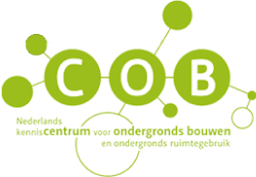 COB
Nederlands
kenniscentrum voor ondergronds bouwen
en ondergronds ruimtegebruik